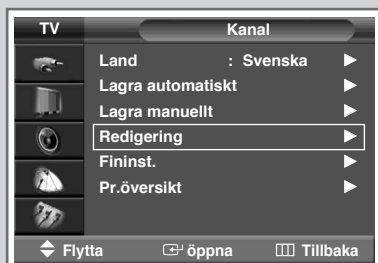 TV Kanal
Land : Svenska
Lagra automatiskt
Lagra manuellt
Redigering
Fininst.
Pr.översikt
Flytta öppna Tillbaka